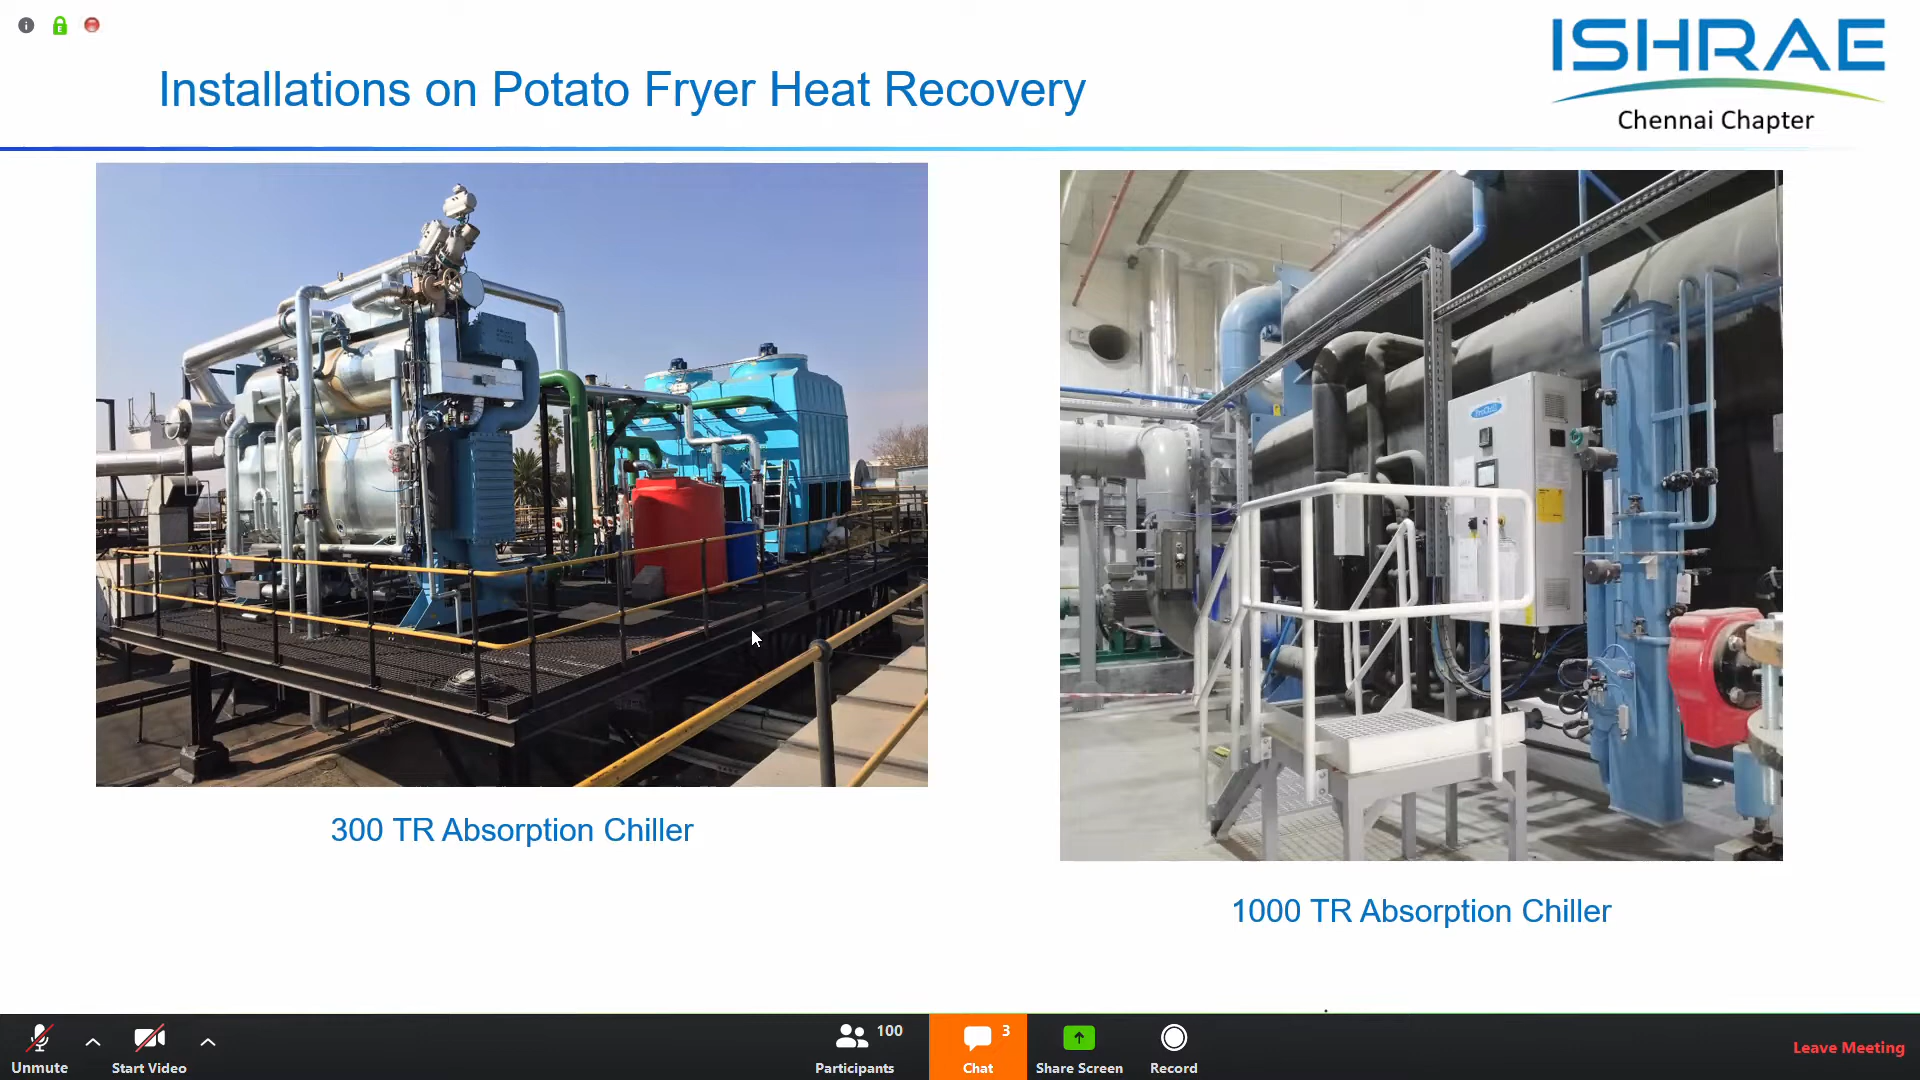 ISHRAE
Chennai Chapter
Installations on Potato Fryer Heat Recovery
300 TR Absorption Chiller
1000 TR Absorption Chiller
Unmute
Start Video
100
Participants
3
Chat
Share Screen
Record
Leave Meeting